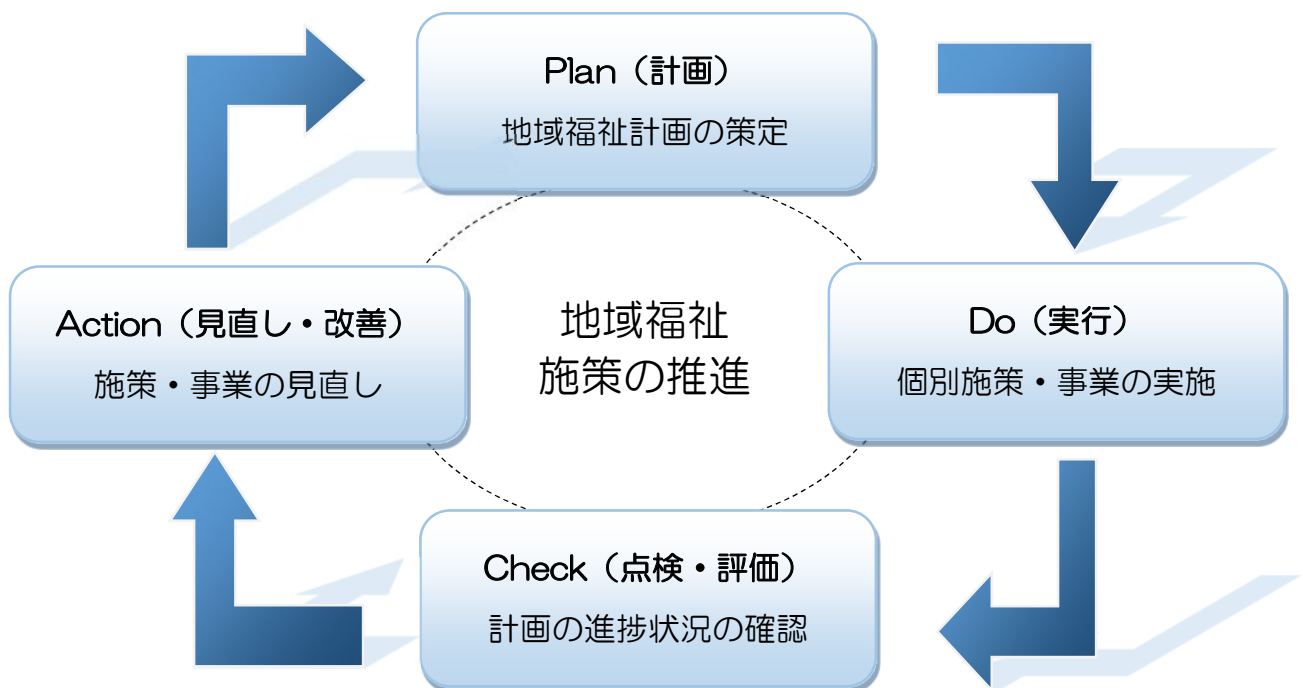 Plan（計画）
地域福祉計画の策定
Action（見直し・改善）
施策・事業の見直し
地域福祉
施策の推進
Do（実行）
個別施策・事業の実施
Check（点検・評価）
計画の進捗状況の確認